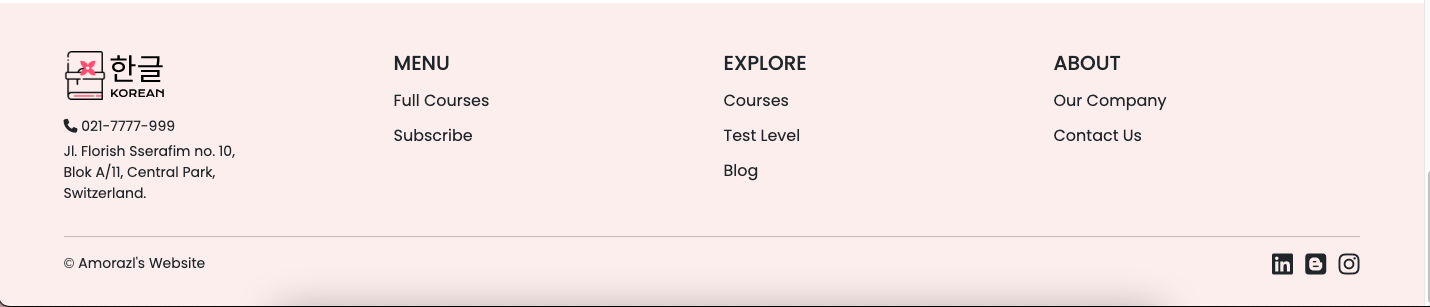 한글
KOREAN
021-7777-999
Jl. Florish Sserafim no. 10,
Blok A/11, Central Park,
Switzerland.
MENU
Full Courses
Subscribe
EXPLORE
Courses
Test Level
Blog
ABOUT
Our Company
Contact Us
© Amorazl's Website